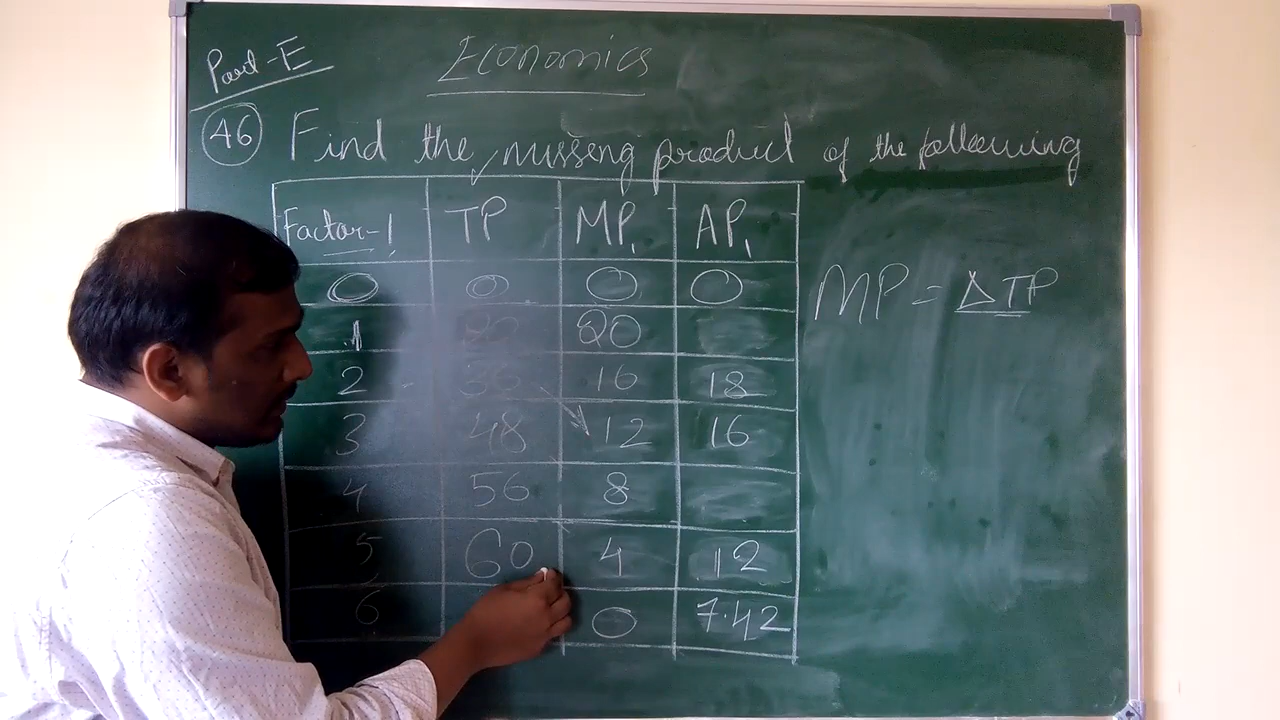 Part-E
Economics
46 Find the missing product of the following
Factor-1 TP MP1 AP1
0 0 0 0
1 20 20
2 36 16 18
3 48 12 16
4 56 8
5 60 4 12
6 0 7.42
MP = ΔTP